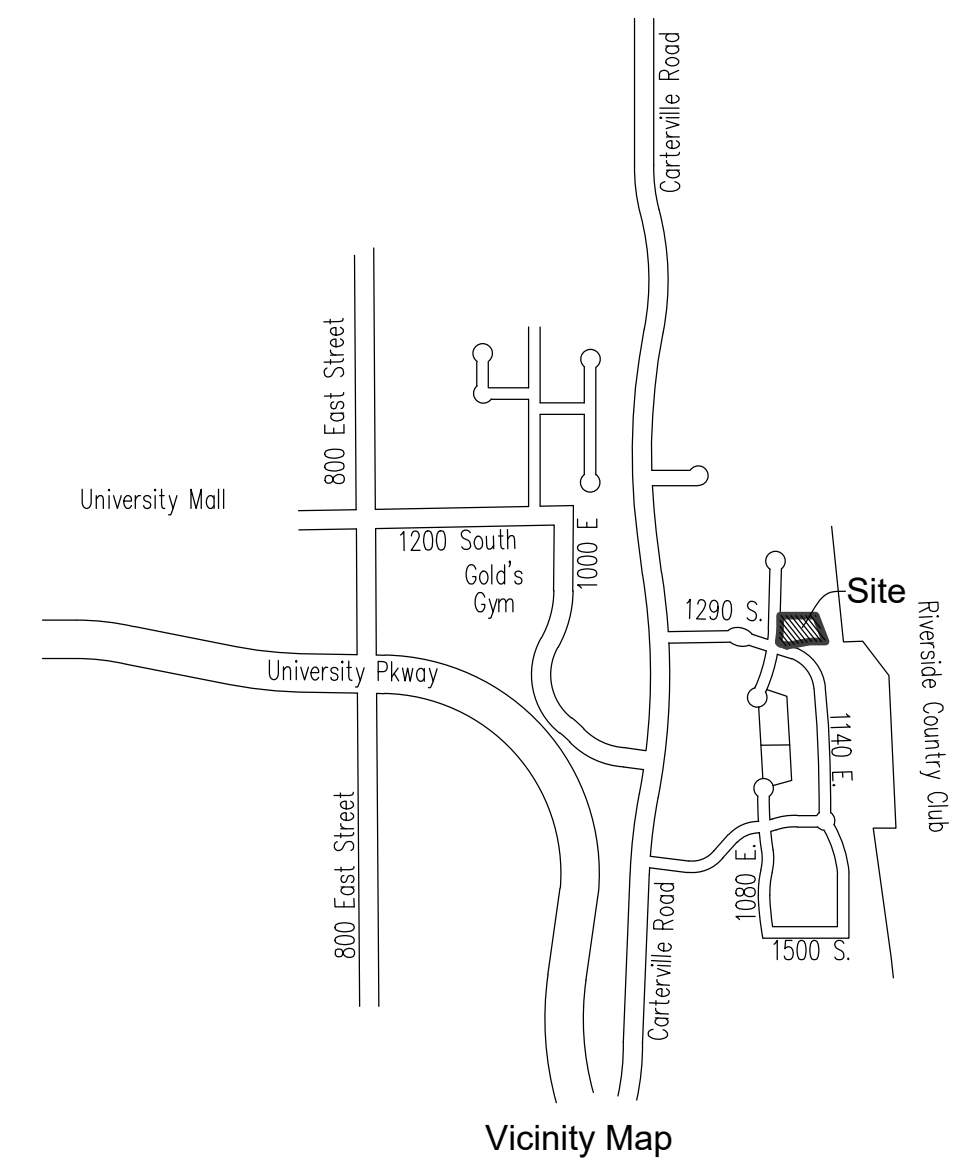 Carterville Road
800 East Street
University Mall
1200 South
Gold's
Gym
1000 E
1290 S.
Site
Riverside Country Club
University Pkway
1140 E.
800 East Street
1080 E.
Carterville Road
1500 S.
Vicinity Map